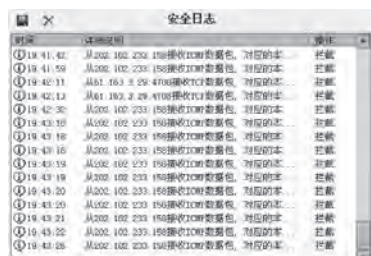 安全日志
时间 详细说明 操作
19:41:42 从202.102.233.158接收ICMP数据包，对应的本... 拦截
19:41:59 从202.102.233.158接收ICMP数据包，对应的本... 拦截
19:42:11 从61.163.3.29:4708接收TCP数据包，对应的本... 拦截
19:42:13 从61.163.3.29:4708接收TCP数据包，对应的本... 拦截
19:42:30 从202.102.233.158接收ICMP数据包，对应的本... 拦截
19:43:16 从202.102.233.158接收ICMP数据包，对应的本... 拦截
19:43:16 从202.102.233.158接收ICMP数据包，对应的本... 拦截
19:43:16 从202.102.233.158接收ICMP数据包，对应的本... 拦截
19:43:19 从202.102.233.158接收ICMP数据包，对应的本... 拦截
19:43:19 从202.102.233.158接收ICMP数据包，对应的本... 拦截
19:43:20 从202.102.233.158接收ICMP数据包，对应的本... 拦截
19:43:20 从202.102.233.158接收ICMP数据包，对应的本... 拦截
19:43:21 从202.102.233.158接收ICMP数据包，对应的本... 拦截
19:43:22 从202.102.233.158接收ICMP数据包，对应的本... 拦截
19:43:26 从202.102.233.158接收ICMP数据包，对应的本... 拦截